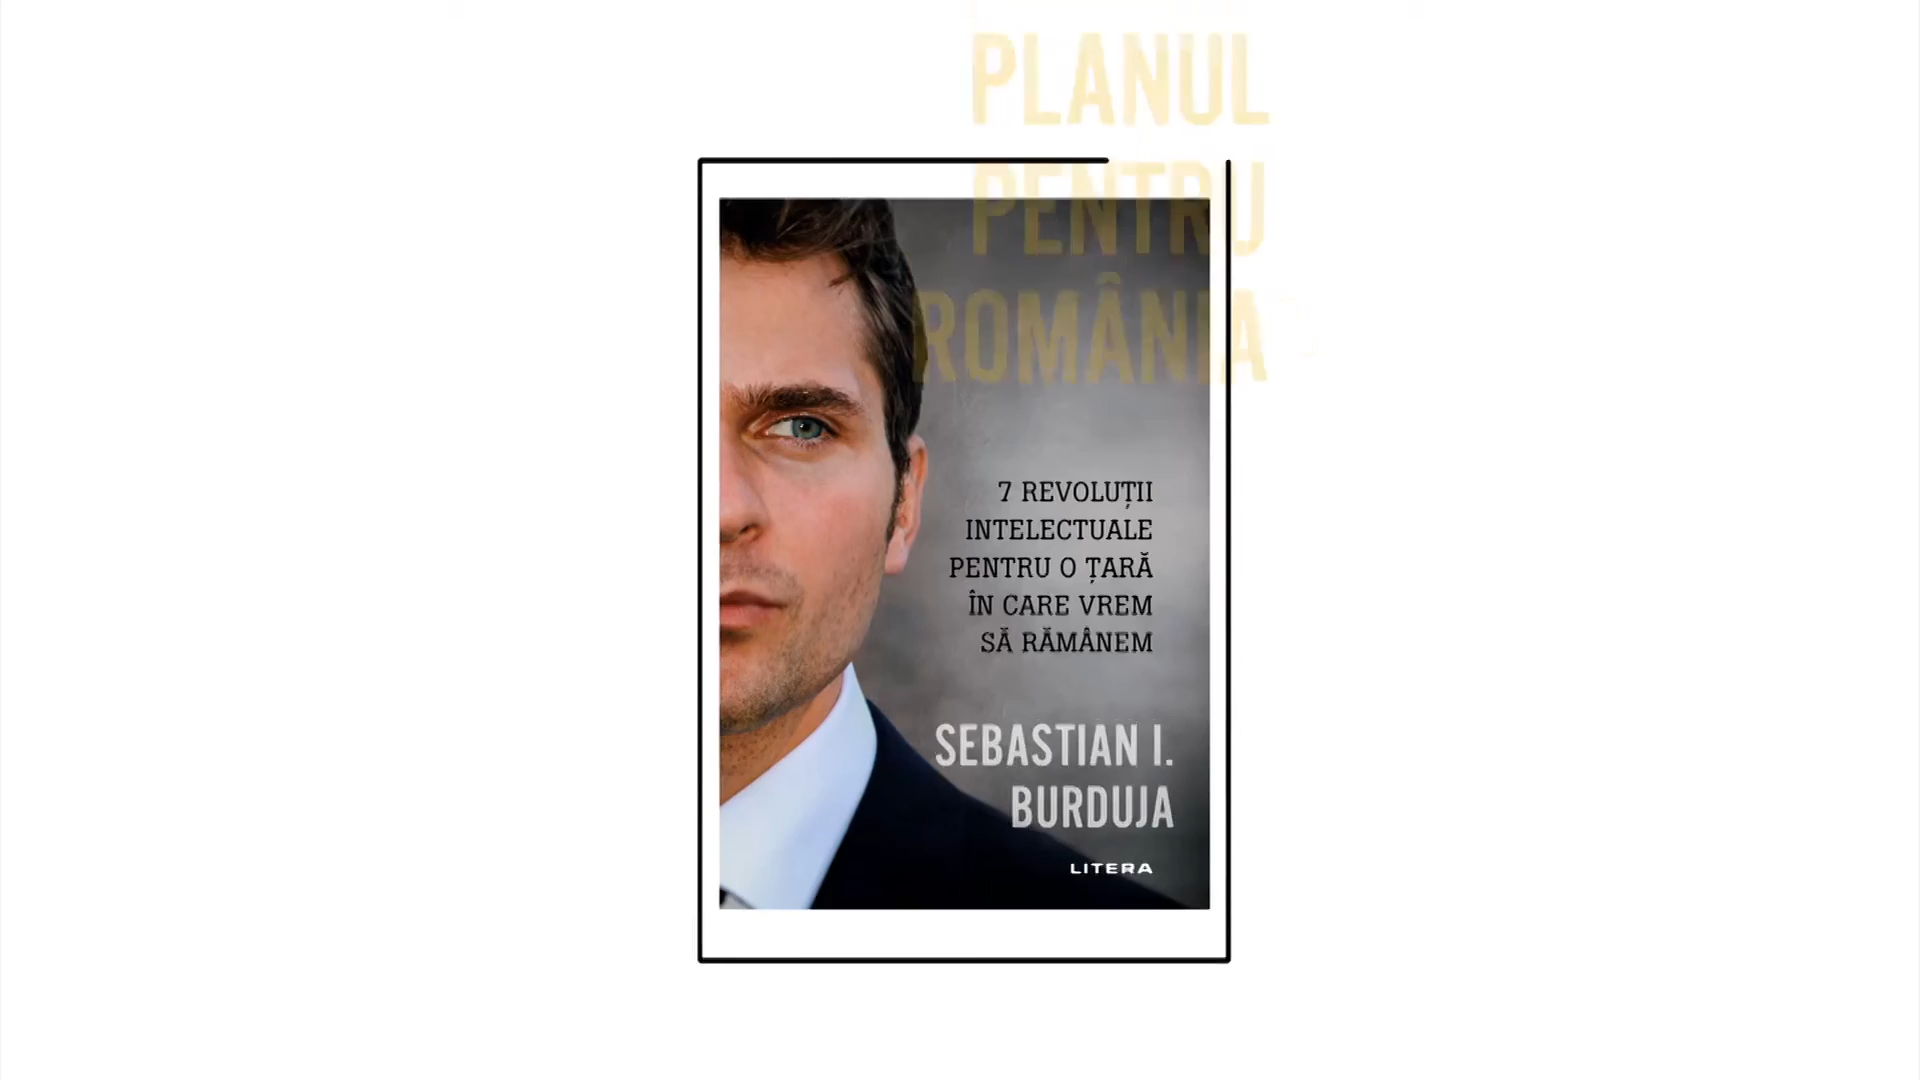 PLANUL
PENTRU
ROMÂNIA
7 REVOLUȚII
INTELECTUALE
PENTRU O ȚARĂ
ÎN CARE VREM
SĂ RĂMÂNEM
SEBASTIAN I.
BURDUJA
LITERA